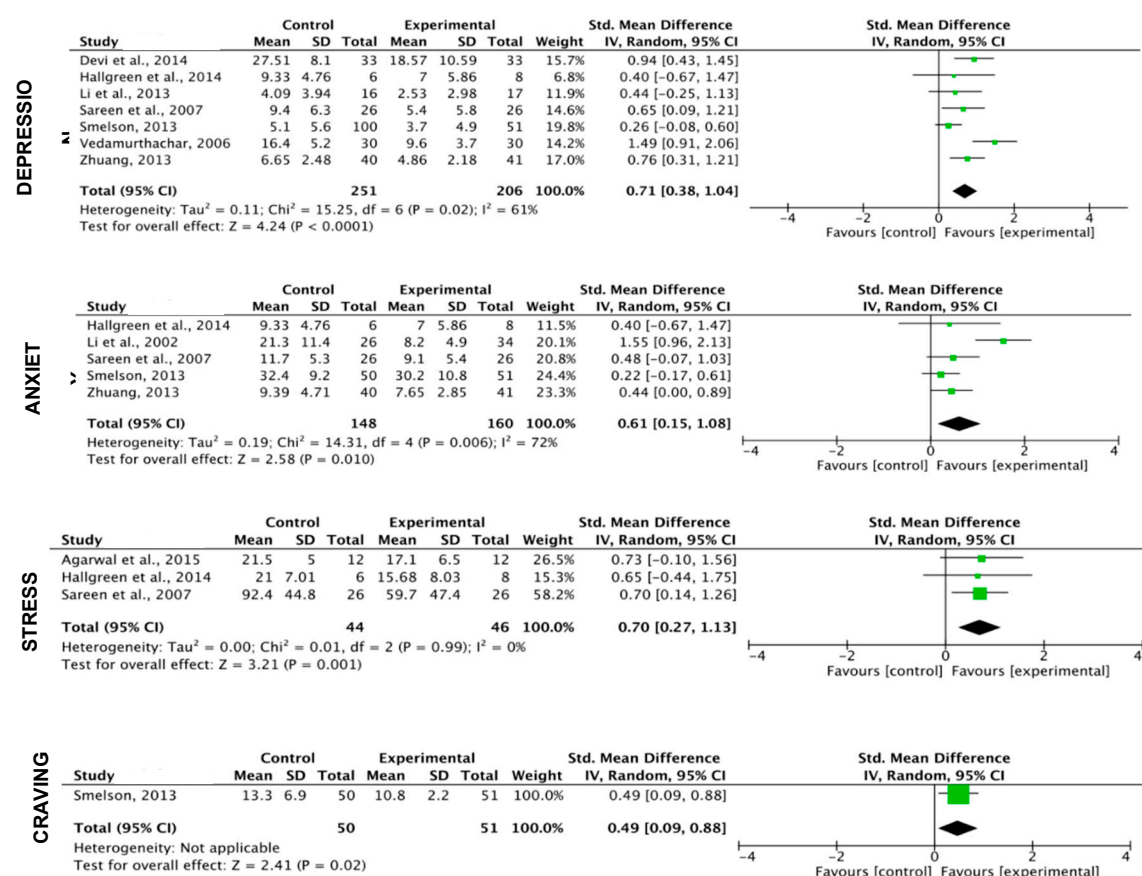 DEPRESSIO
N
Control Experimental Std. Mean Difference Std. Mean Difference
Study Mean SD Total Mean SD Total Weight IV, Random, 95% CI IV, Random, 95% CI
Devi et al., 2014 27.51 8.1 33 18.57 10.59 33 15.7% 0.94 [0.43, 1.45]
Hallgreen et al., 2014 9.33 4.76 6 7 5.86 8 6.8% 0.40 [-0.67, 1.47]
Li et al., 2013 4.09 3.94 16 2.53 2.98 17 11.9% 0.44 [-0.25, 1.13]
Sareen et al., 2007 9.4 6.3 26 5.4 5.8 26 14.6% 0.65 [0.09, 1.21]
Smelson, 2013 5.1 5.6 100 3.7 4.9 51 19.8% 0.26 [-0.08, 0.60]
Vedamurthachar, 2006 16.4 5.2 30 9.6 3.7 30 14.2% 1.49 [0.91, 2.06]
Zhuang, 2013 6.65 2.48 40 4.86 2.18 41 17.0% 0.76 [0.31, 1.21]
Total (95% CI) 251 206 100.0% 0.71 [0.38, 1.04]
Heterogeneity: Tau² = 0.11; Chi² = 15.25, df = 6 (P = 0.02); I² = 61%
Test for overall effect: Z = 4.24 (P < 0.0001)
-4 -2 0 2 4
Favours [control] Favours [experimental]
ANXIET
Control Experimental Std. Mean Difference Std. Mean Difference
Study Mean SD Total Mean SD Total Weight IV, Random, 95% CI IV, Random, 95% CI
Hallgreen et al., 2014 9.33 4.76 6 7 5.86 8 11.5% 0.40 [-0.67, 1.47]
Li et al., 2002 21.3 11.4 26 8.2 4.9 34 20.1% 1.55 [0.96, 2.13]
Sareen et al., 2007 11.7 5.3 26 9.1 5.4 26 20.8% 0.48 [-0.07, 1.03]
Smelson, 2013 32.4 9.2 50 30.2 10.8 51 24.4% 0.22 [-0.17, 0.61]
Zhuang, 2013 9.39 4.71 40 7.65 2.85 41 23.3% 0.44 [0.00, 0.89]
Total (95% CI) 148 160 100.0% 0.61 [0.15, 1.08]
Heterogeneity: Tau² = 0.19; Chi² = 14.31, df = 4 (P = 0.006); I² = 72%
Test for overall effect: Z = 2.58 (P = 0.010)
-4 -2 0 2 4
Favours [control] Favours [experimental]
STRESS
Control Experimental Std. Mean Difference Std. Mean Difference
Study Mean SD Total Mean SD Total Weight IV, Random, 95% CI IV, Random, 95% CI
Agarwal et al., 2015 21.5 5 12 17.1 6.5 12 26.5% 0.73 [-0.10, 1.56]
Hallgreen et al., 2014 21 7.01 6 15.68 8.03 8 15.3% 0.65 [-0.44, 1.75]
Sareen et al., 2007 92.4 44.8 26 59.7 47.4 26 58.2% 0.70 [0.14, 1.26]
Total (95% CI) 44 46 100.0% 0.70 [0.27, 1.13]
Heterogeneity: Tau² = 0.00; Chi² = 0.01, df = 2 (P = 0.99); I² = 0%
Test for overall effect: Z = 3.21 (P = 0.001)
-4 -2 0 2 4
Favours [control] Favours [experimental]
CRAVING
Control Experimental Std. Mean Difference Std. Mean Difference
Study Mean SD Total Mean SD Total Weight IV, Random, 95% CI IV, Random, 95% CI
Smelson, 2013 13.3 6.9 50 10.8 2.2 51 100.0% 0.49 [0.09, 0.88]
Total (95% CI) 50 51 100.0% 0.49 [0.09, 0.88]
Heterogeneity: Not applicable
Test for overall effect: Z = 2.41 (P = 0.02)
-4 -2 0 2 4
Favours [control] Favours [experimental]